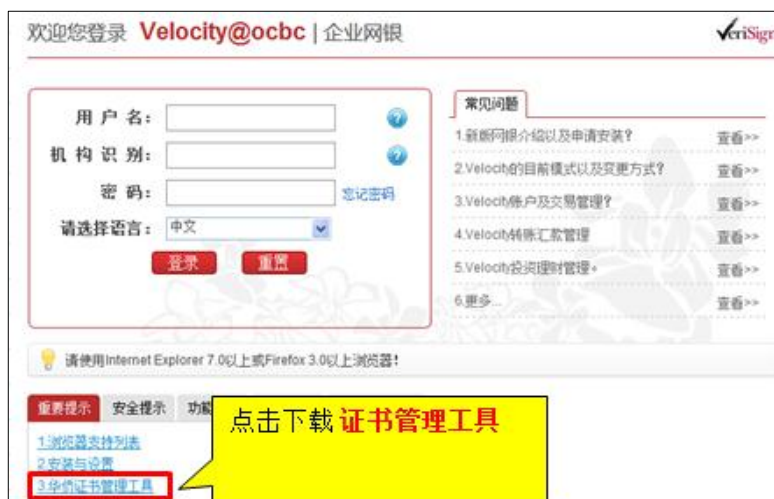 欢迎您登录 Velocity@ocbc | 企业网银
VeriSign
用 户 名：
机 构 识 别：
密 码：
忘记密码
请选择语言：
中文
登录
重置
常见问题
1.新版网银介绍以及申请安装？ 查看>>
2.Velocity的目前模式以及变更方式？ 查看>>
3.Velocity账户及交易管理？ 查看>>
4.Velocity转账汇款管理 查看>>
5.Velocity投资理财管理。 查看>>
6.更多... 查看>>
请使用Internet Explorer 7.0以上或Firefox 3.0以上浏览器！
重要提示 安全提示 功能
点击下载 证书管理工具
1.浏览器支持列表
2.安装与设置
3.华侨证书管理工具